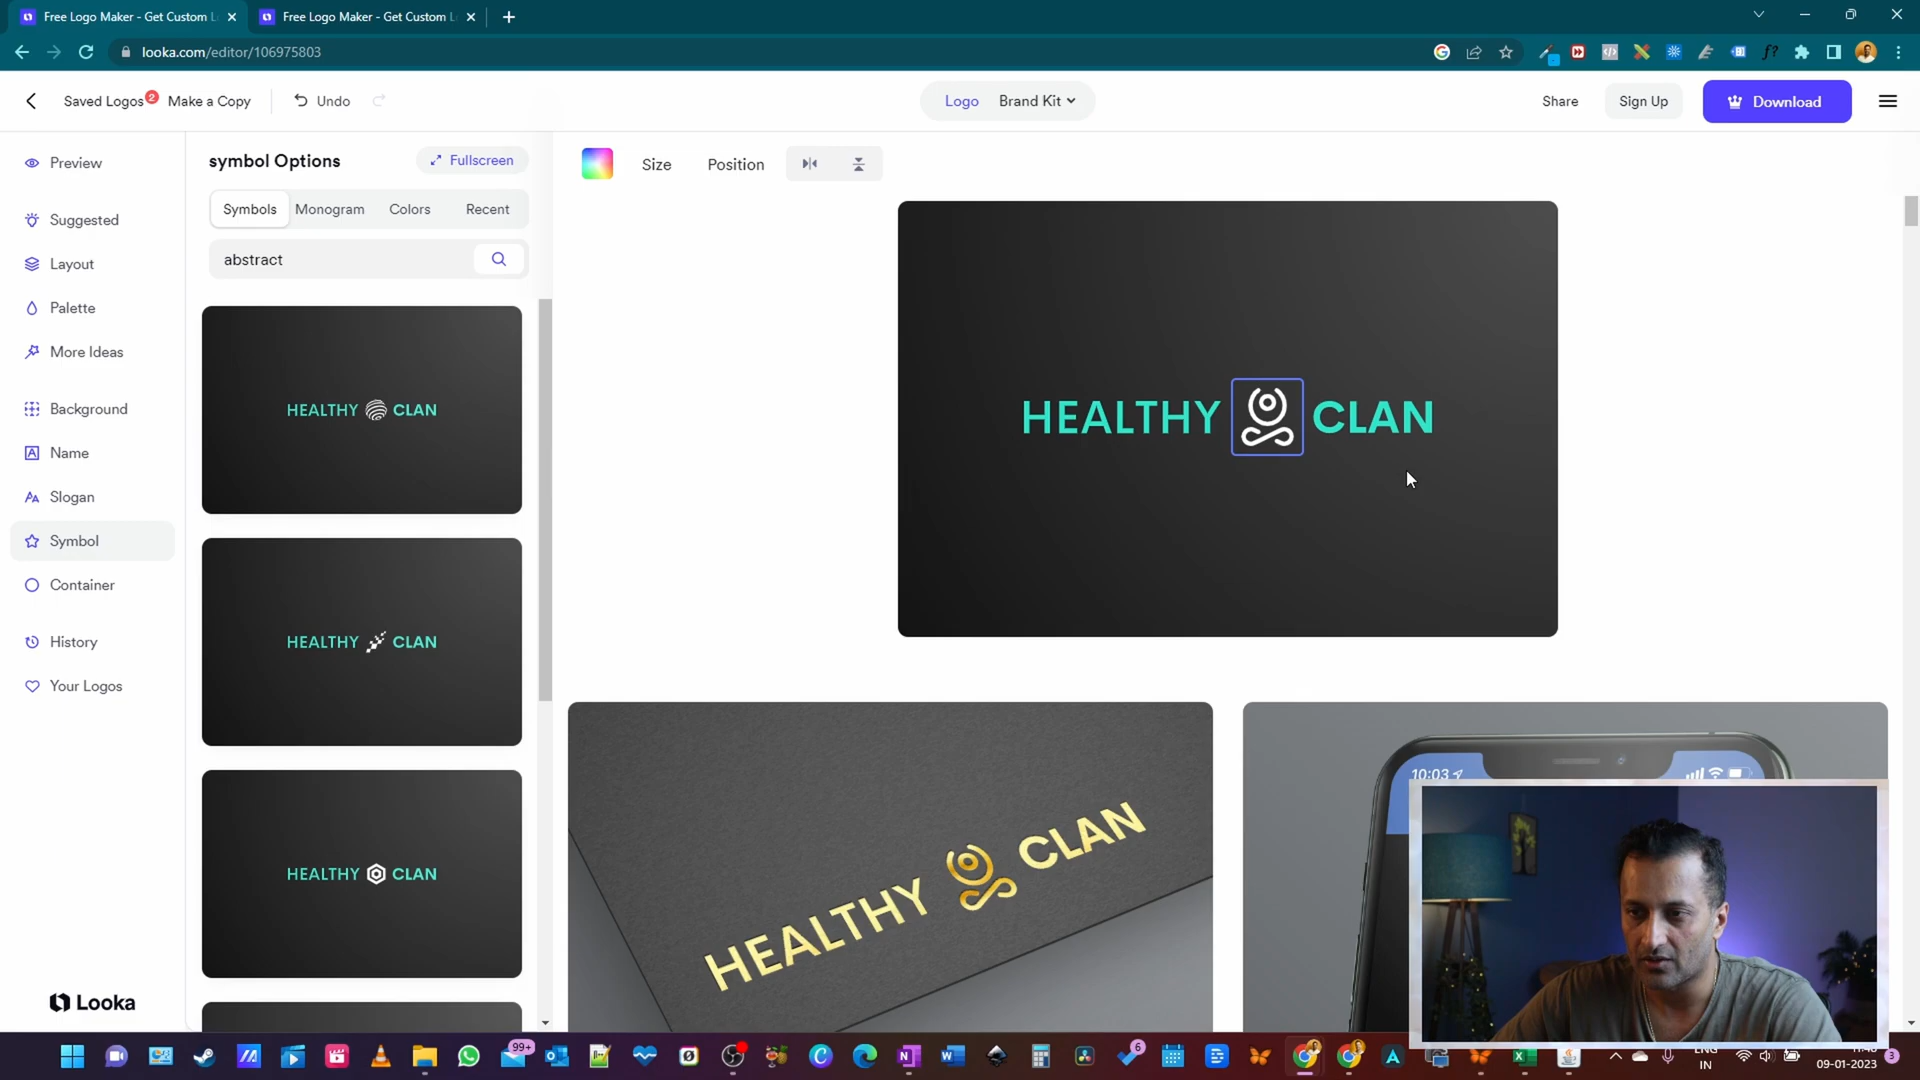 Free Logo Maker - Get Custom L
Free Logo Maker - Get Custom L
looka.com/editor/106975803
Saved Logos
2
Make a Copy
Undo
Logo
Brand Kit
Share
Sign Up
Download
Preview
Suggested
Layout
Palette
More Ideas
Background
Name
Slogan
Symbol
Container
History
Your Logos
Looka
symbol Options
Fullscreen
Symbols
Monogram
Colors
Recent
abstract
HEALTHY CLAN
HEALTHY CLAN
HEALTHY CLAN
Size
Position
HEALTHY CLAN
HEALTHY CLAN
10:03
99+
6
ENG
IN
09-01-2023
3